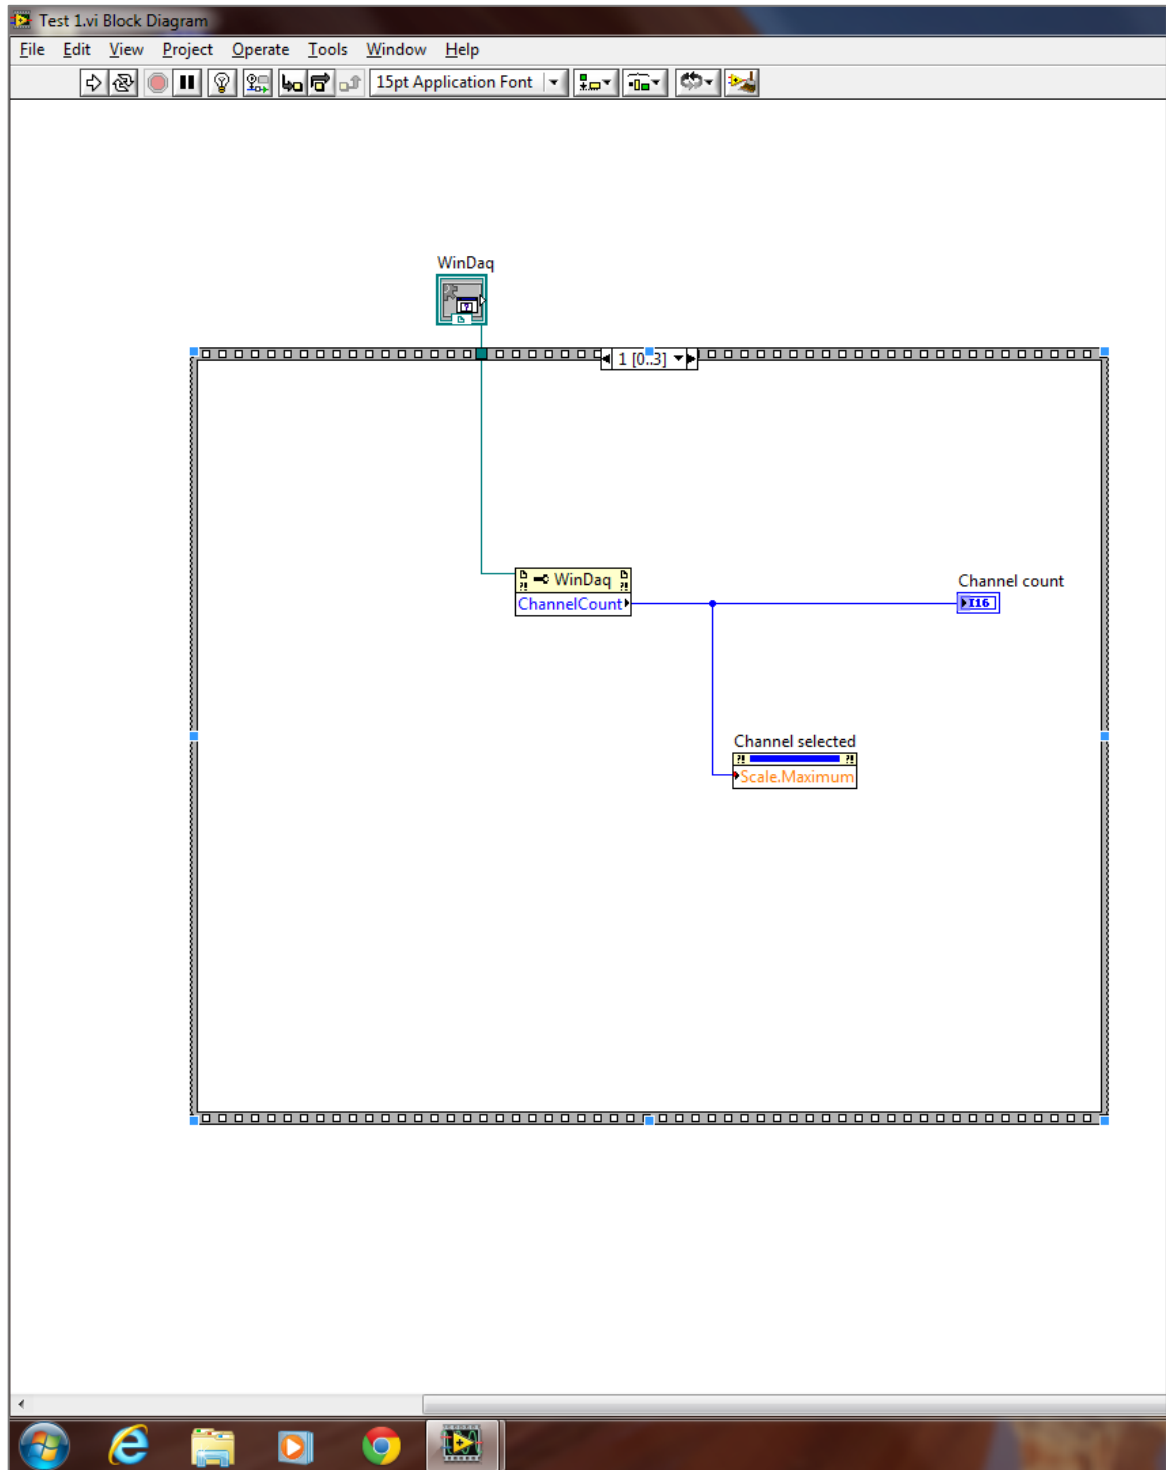 Test 1.vi Block Diagram
File Edit View Project Operate Tools Window Help
15pt Application Font
WinDaq
1 [0..3]
WinDaq
ChannelCount
Channel count
I16
Channel selected
Scale.Maximum